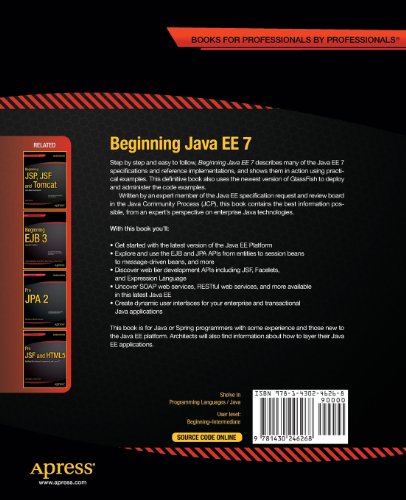 BOOKS FOR PROFESSIONALS BY PROFESSIONALS®
RELATED
Beginning
JSP, JSF
and
Tomcat
Beginning
EJB 3
Pro
JPA 2
Pro
JSF and HTML5
Beginning Java EE 7
Step by step and easy to follow, Beginning Java EE 7 describes many of the Java EE 7
specifications and reference implementations, and shows them in action using practi-
cal examples. This definitive book also uses the newest version of GlassFish to deploy
and administer the code examples.
Written by an expert member of the Java EE specification request and review board
in the Java Community Process (JCP), this book contains the best information pos-
sible, from an expert's perspective on enterprise Java technologies.
With this book you'll:
• Get started with the latest version of the Java EE Platform
• Explore and use the EJB and JPA APIs from entities to session beans
to message-driven beans, and more
• Discover web tier development APIs including JSF, Facelets,
and Expression Language
• Uncover SOAP web services, RESTful web services, and more available
in this latest Java EE
• Create dynamic user interfaces for your enterprise and transactional
Java applications
This book is for Java or Spring programmers with some experience and those new to
the Java EE platform. Architects will also find information about how to layer their Java
EE applications.
Shelve in
Programming Languages / Java
User level:
Beginning–Intermediate
SOURCE CODE ONLINE
ISBN 978-1-4302-4626-8
90000
9 781430 246268
Apress®
www.apress.com